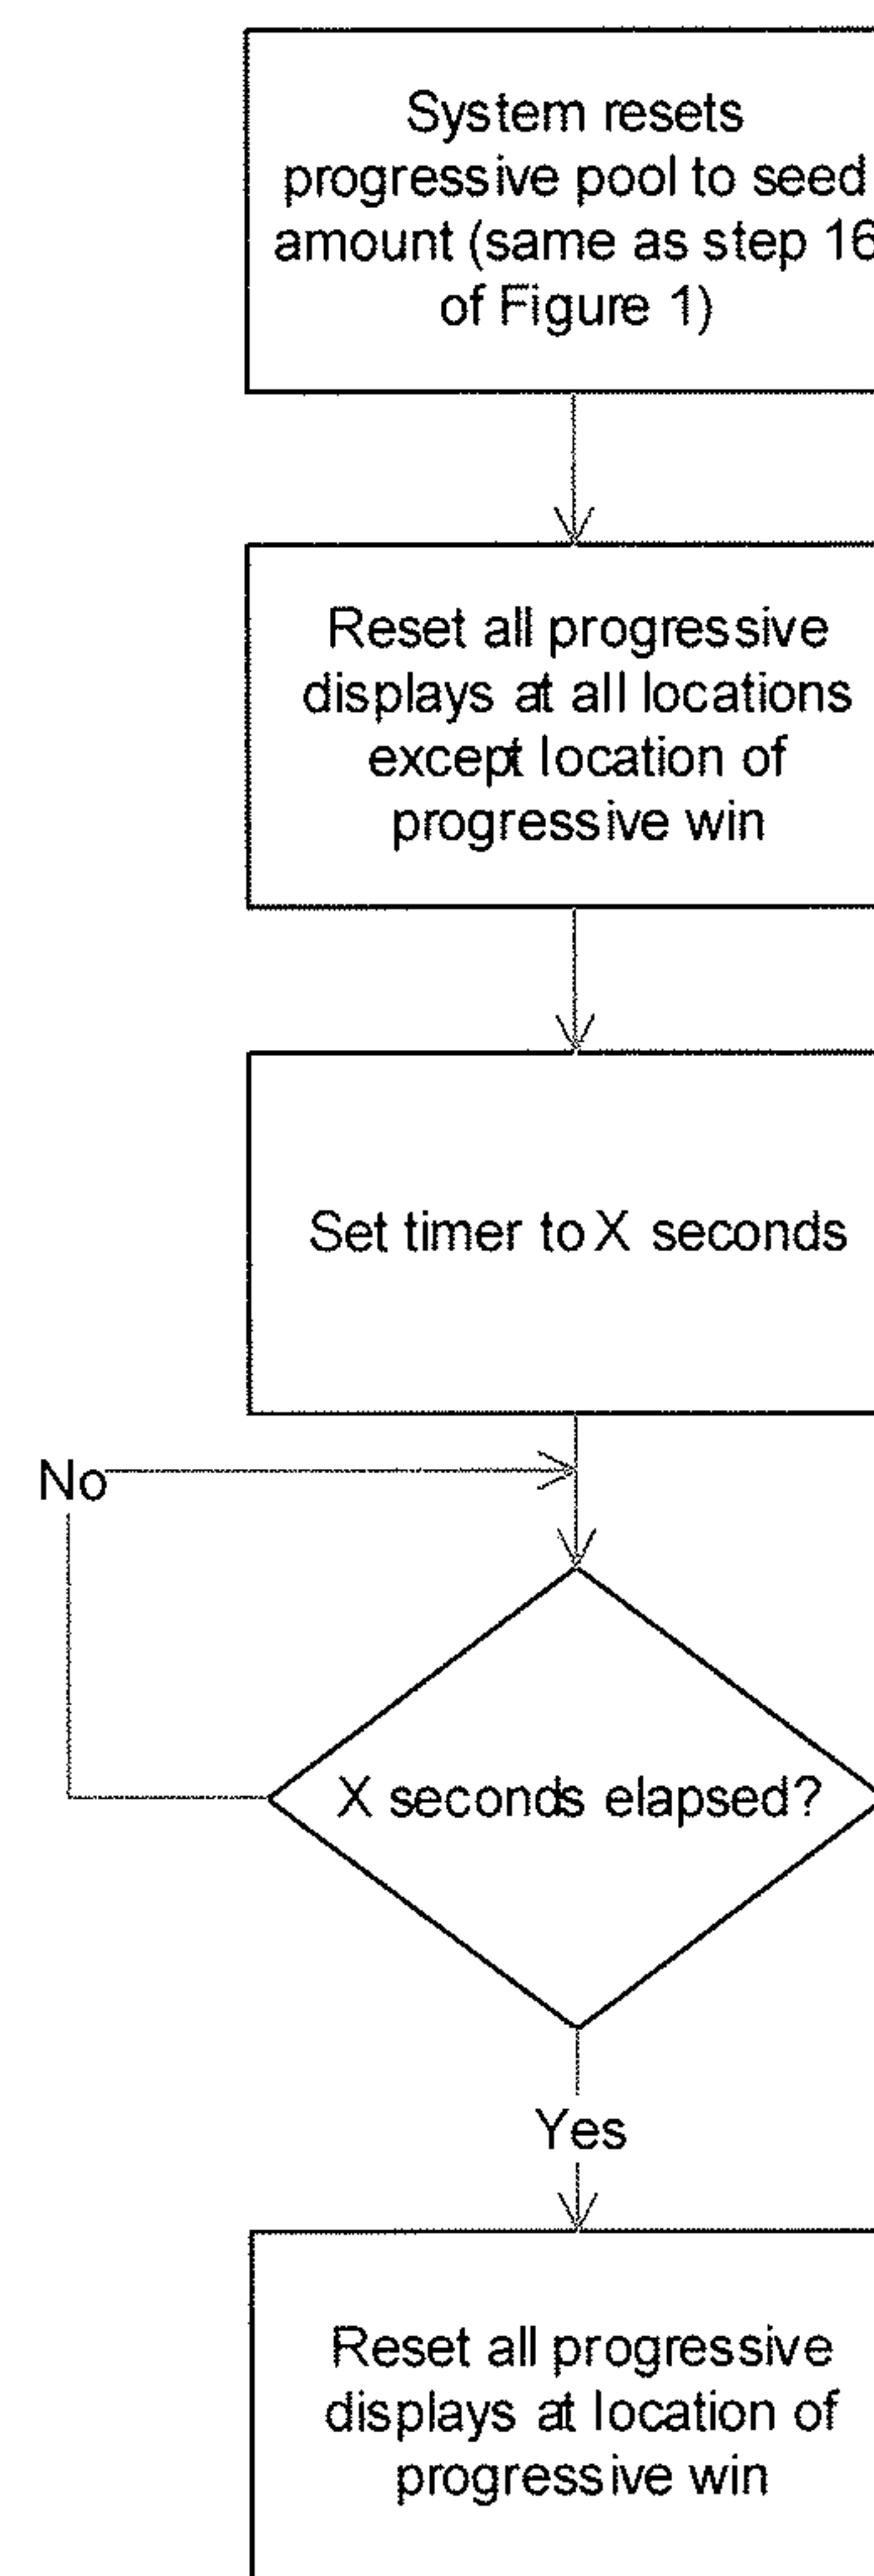 System resets
progressive pool to seed
amount (same as step 16
of Figure 1)
Reset all progressive
displays at all locations
except location of
progressive win
Set timer to X seconds
No
X seconds elapsed?
Yes
Reset all progressive
displays at location of
progressive win